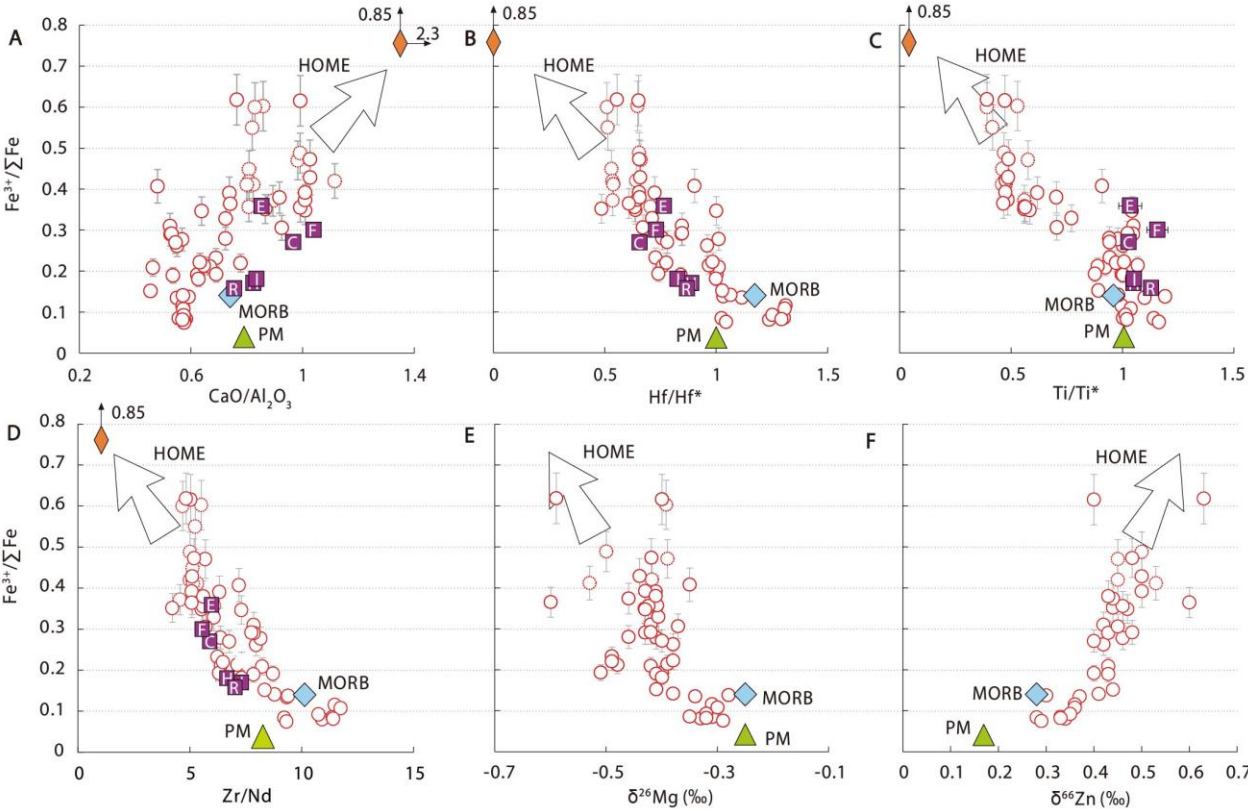 0.85
0.85
0.85
0.8
A
2.3
B
C
0.7
HOME
HOME
HOME
0.6
0.5
Fe³⁺/∑Fe
0.4
E
E
E
0.3
F
F
F
C
C
C
0.2
I
I
I
R
R
R
0.1
MORB
MORB
MORB
PM
PM
PM
0
0.2 0.6 1.0 1.4
0 0.5 1 1.5
0 0.5 1 1.5
CaO/Al₂O₃
Hf/Hf*
Ti/Ti*
0.8
D
0.85
E
F
0.7
HOME
HOME
HOME
0.6
0.5
Fe³⁺/∑Fe
0.4
E
0.3
F
C
0.2
H
R
0.1
MORB
MORB
MORB
PM
PM
PM
0
0 5 10 15
-0.7 -0.5 -0.3 -0.1
0 0.1 0.2 0.3 0.4 0.5 0.6 0.7
Zr/Nd
δ²⁶Mg (‰)
δ⁶⁶Zn (‰)